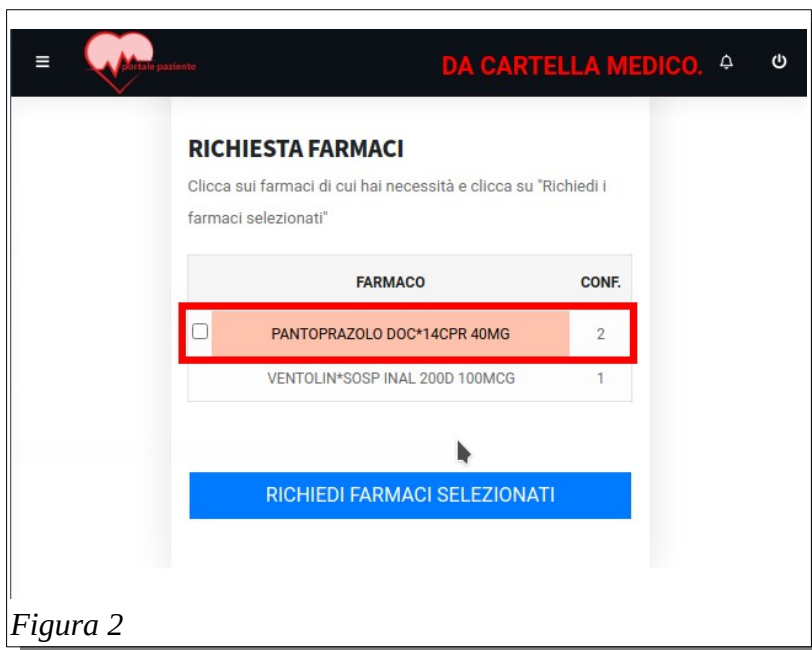 portale paziente
DA CARTELLA MEDICO.
RICHIESTA FARMACI
Clicca sui farmaci di cui hai necessità e clicca su "Richiedi i
farmaci selezionati"
FARMACO CONF.
PANTOPRAZOLO DOC*14CPR 40MG 2
VENTOLIN*SOSP INAL 200D 100MCG 1
RICHIEDI FARMACI SELEZIONATI
Figura 2